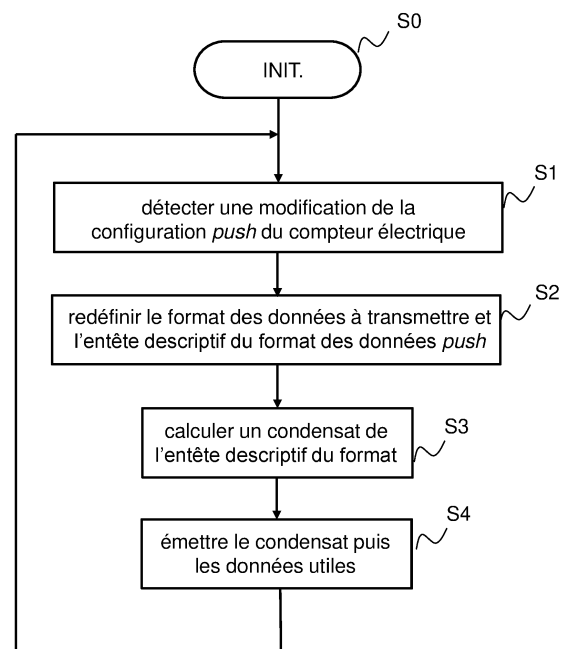 S0
INIT.
S1
détecter une modification de la
configuration push du compteur électrique
S2
redéfinir le format des données à transmettre et
l'entête descriptif du format des données push
S3
calculer un condensat de
l'entête descriptif du format
S4
émettre le condensat puis
les données utiles